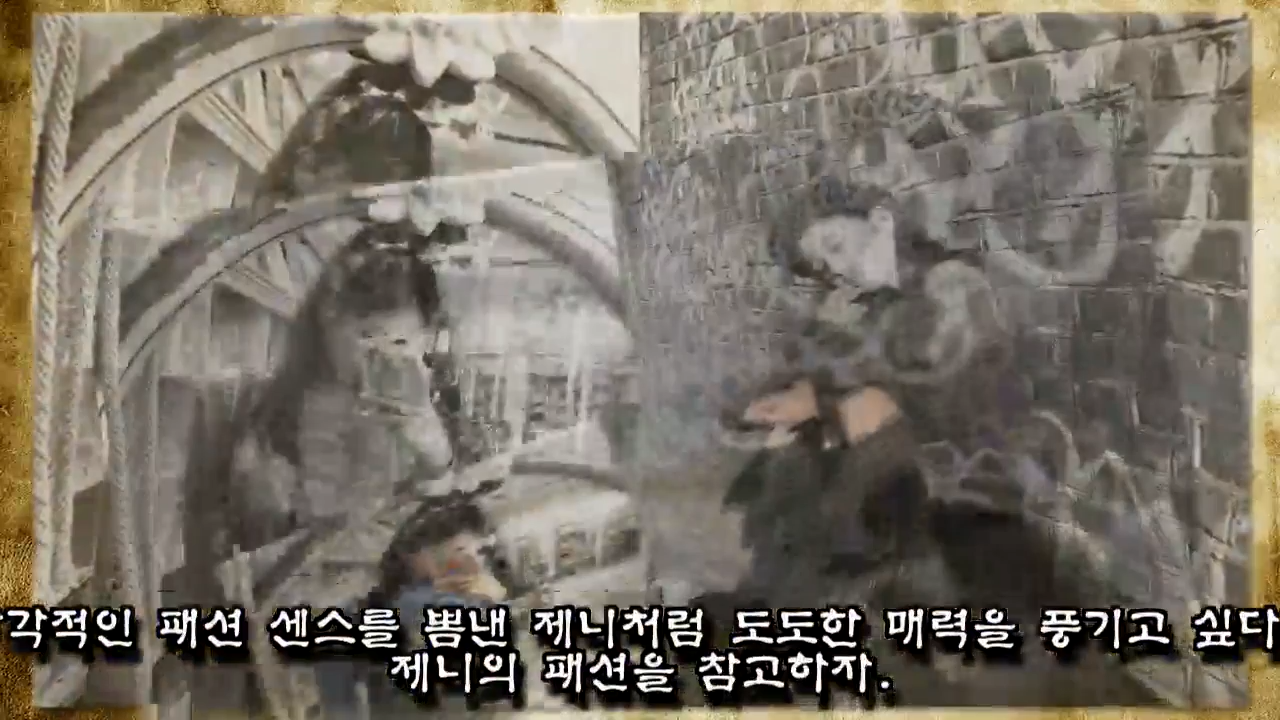 각적인 패션 센스를 뽐낸 제니처럼 도도한 매력을 풍기고 싶다
제니의 패션을 참고하자.